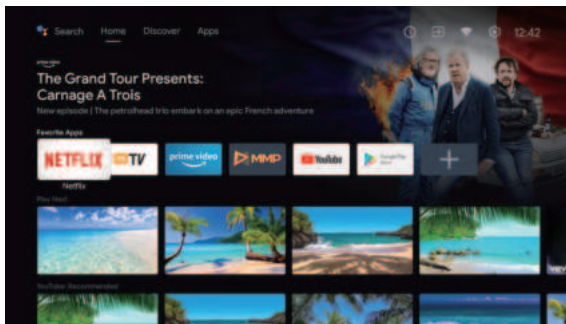 Search Home Discover Apps 12:42
prime video
The Grand Tour Presents:
Carnage A Trois
New episode | The petrolhead trio embark on an epic French adventure
Favorite Apps
NETFLIX TV prime video MMP YouTube Google Play
Netflix
Play Next
YouTube: Recommended